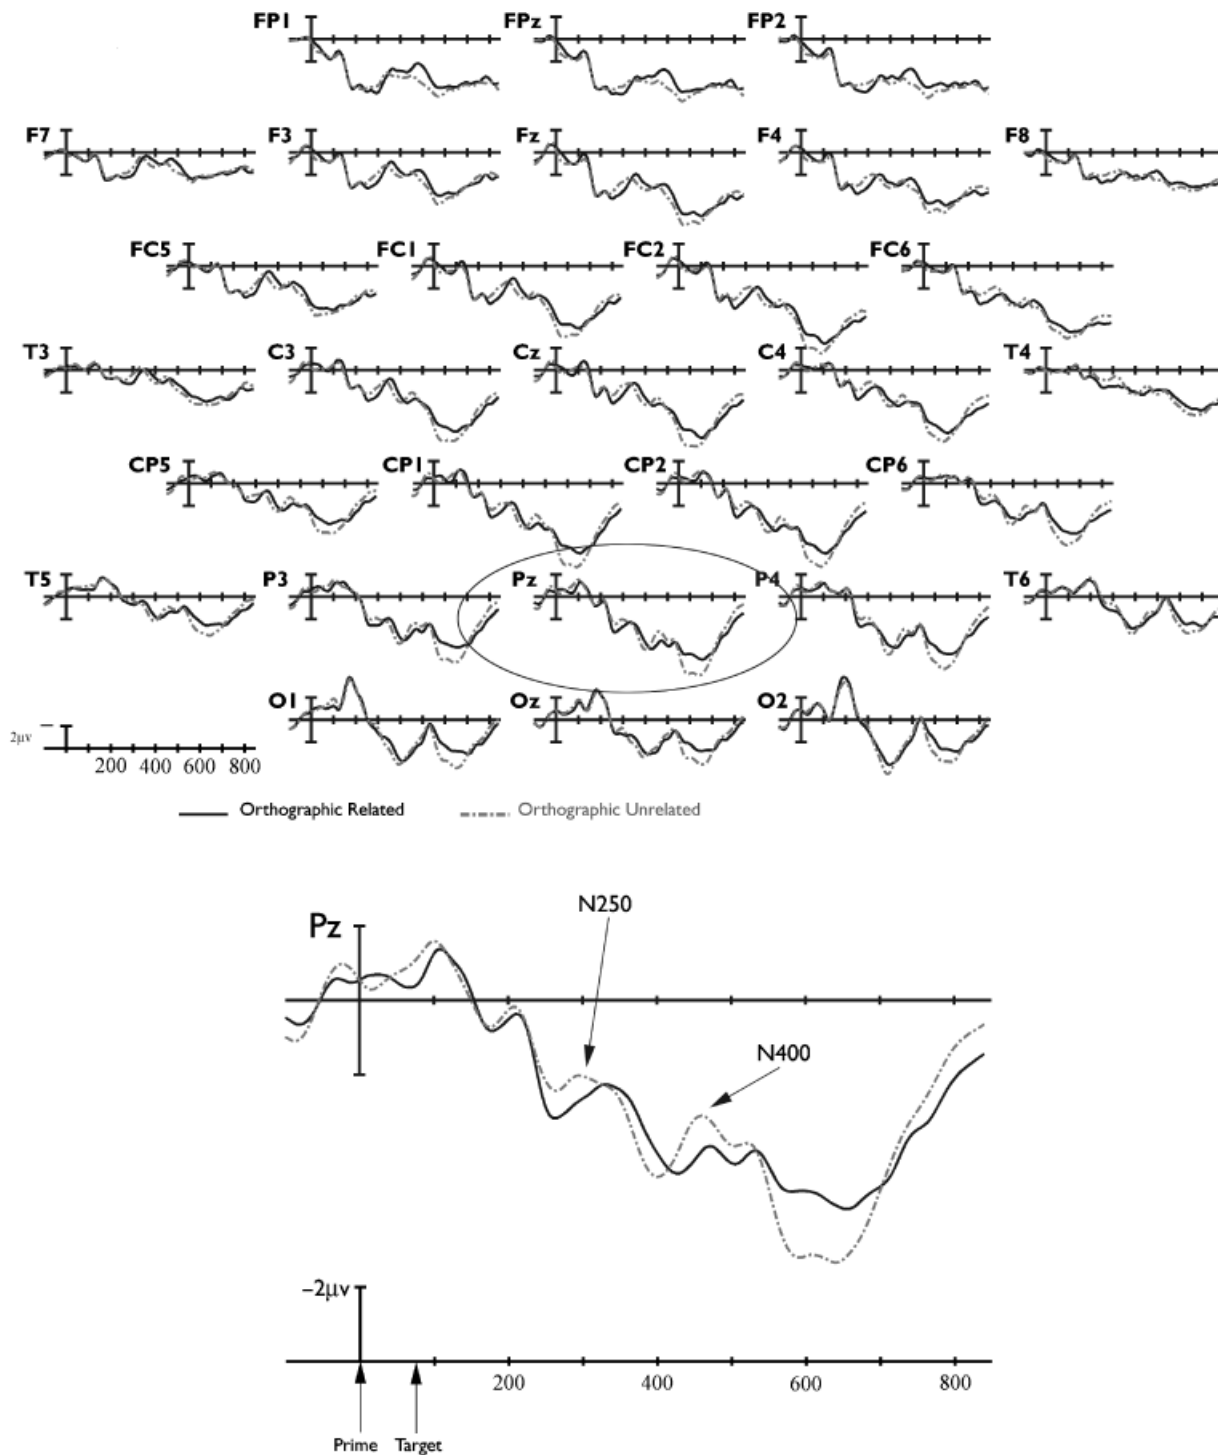 FP1 FPz FP2
F7 F3 Fz F4 F8
FC5 FC1 FC2 FC6
T3 C3 Cz C4 T4
CP5 CP1 CP2 CP6
T5 P3 Pz P4 T6
O1 Oz O2
2μv
200 400 600 800
Orthographic Related Orthographic Unrelated
N250
Pz
N400
−2μv
200 400 600 800
Prime Target